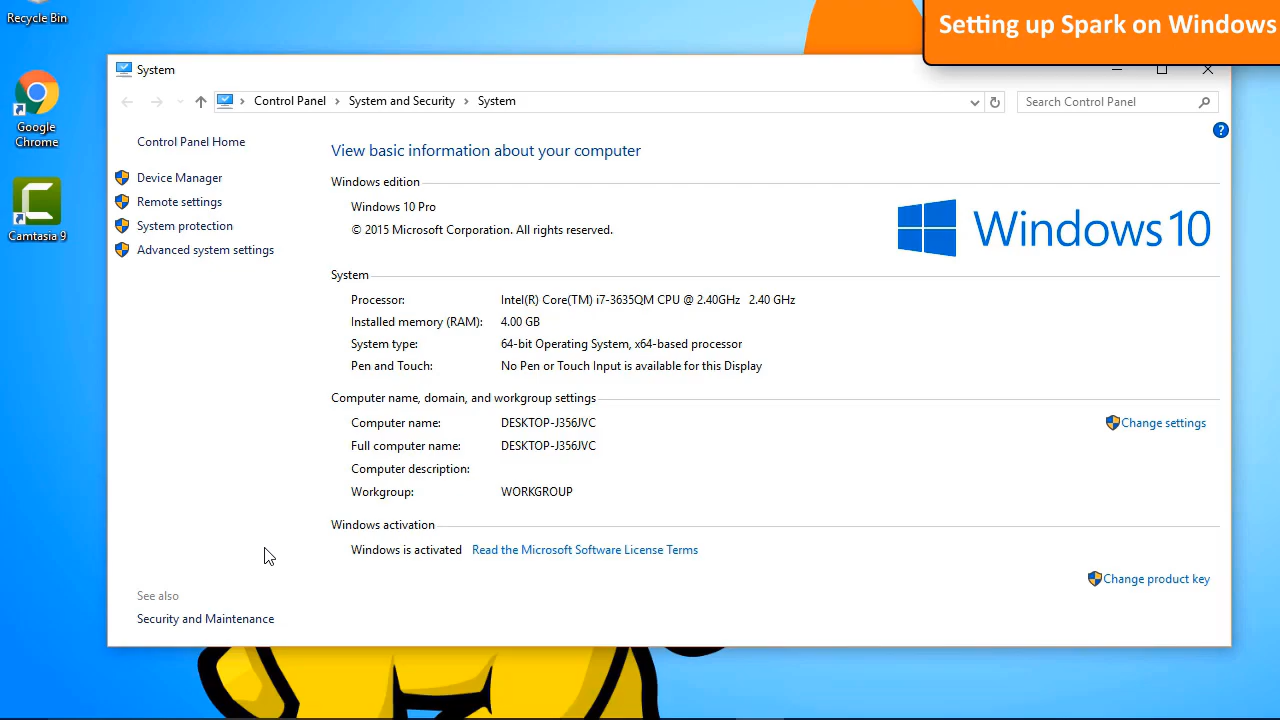 Recycle Bin
Setting up Spark on Windows
System
Control Panel
System and Security
System
Search Control Panel
Google
Chrome
Camtasia 9
Control Panel Home
Device Manager
Remote settings
System protection
Advanced system settings
View basic information about your computer
Windows edition
Windows 10 Pro
© 2015 Microsoft Corporation. All rights reserved.
Windows 10
System
Processor: Intel(R) Core(TM) i7-3635QM CPU @ 2.40GHz 2.40 GHz
Installed memory (RAM): 4.00 GB
System type: 64-bit Operating System, x64-based processor
Pen and Touch: No Pen or Touch Input is available for this Display
Computer name, domain, and workgroup settings
Computer name: DESKTOP-J356JVC
Change settings
Full computer name: DESKTOP-J356JVC
Computer description:
Workgroup: WORKGROUP
Windows activation
Windows is activated Read the Microsoft Software License Terms
Change product key
See also
Security and Maintenance